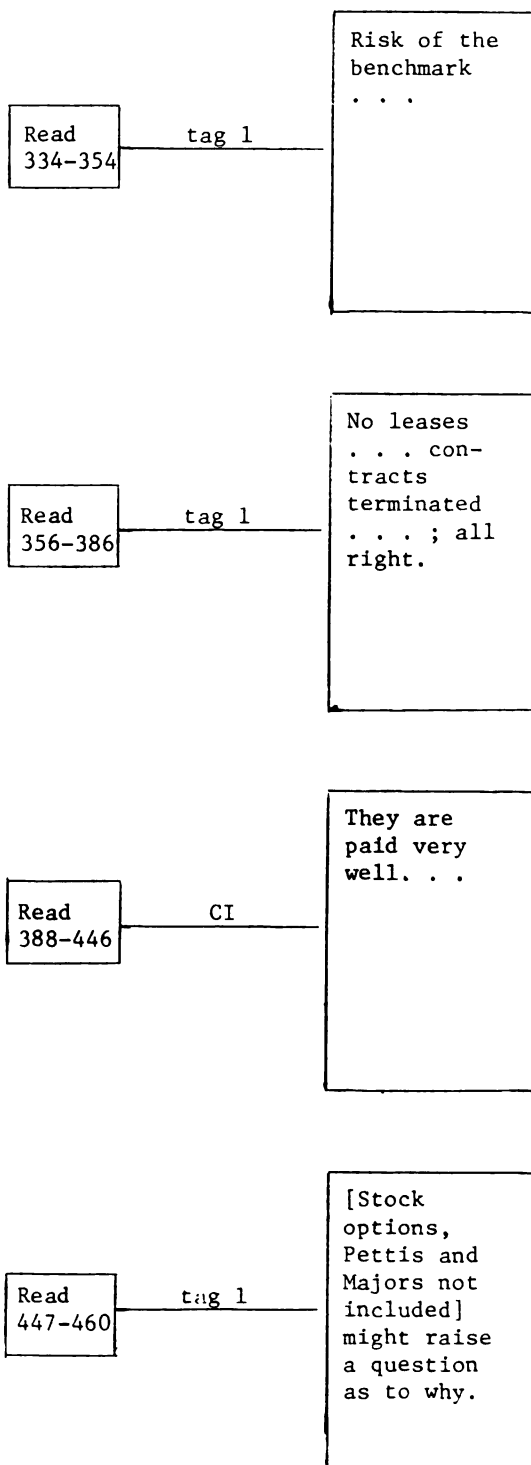 Risk of the
benchmark
. . .
Read
334-354
tag 1
No leases
. . . con-
tracts
terminated
. . . ; all
right.
Read
356-386
tag 1
They are
paid very
well. . .
Read
388-446
CI
[Stock
options,
Pettis and
Majors not
included]
might raise
a question
as to why.
Read
447-460
tag 1